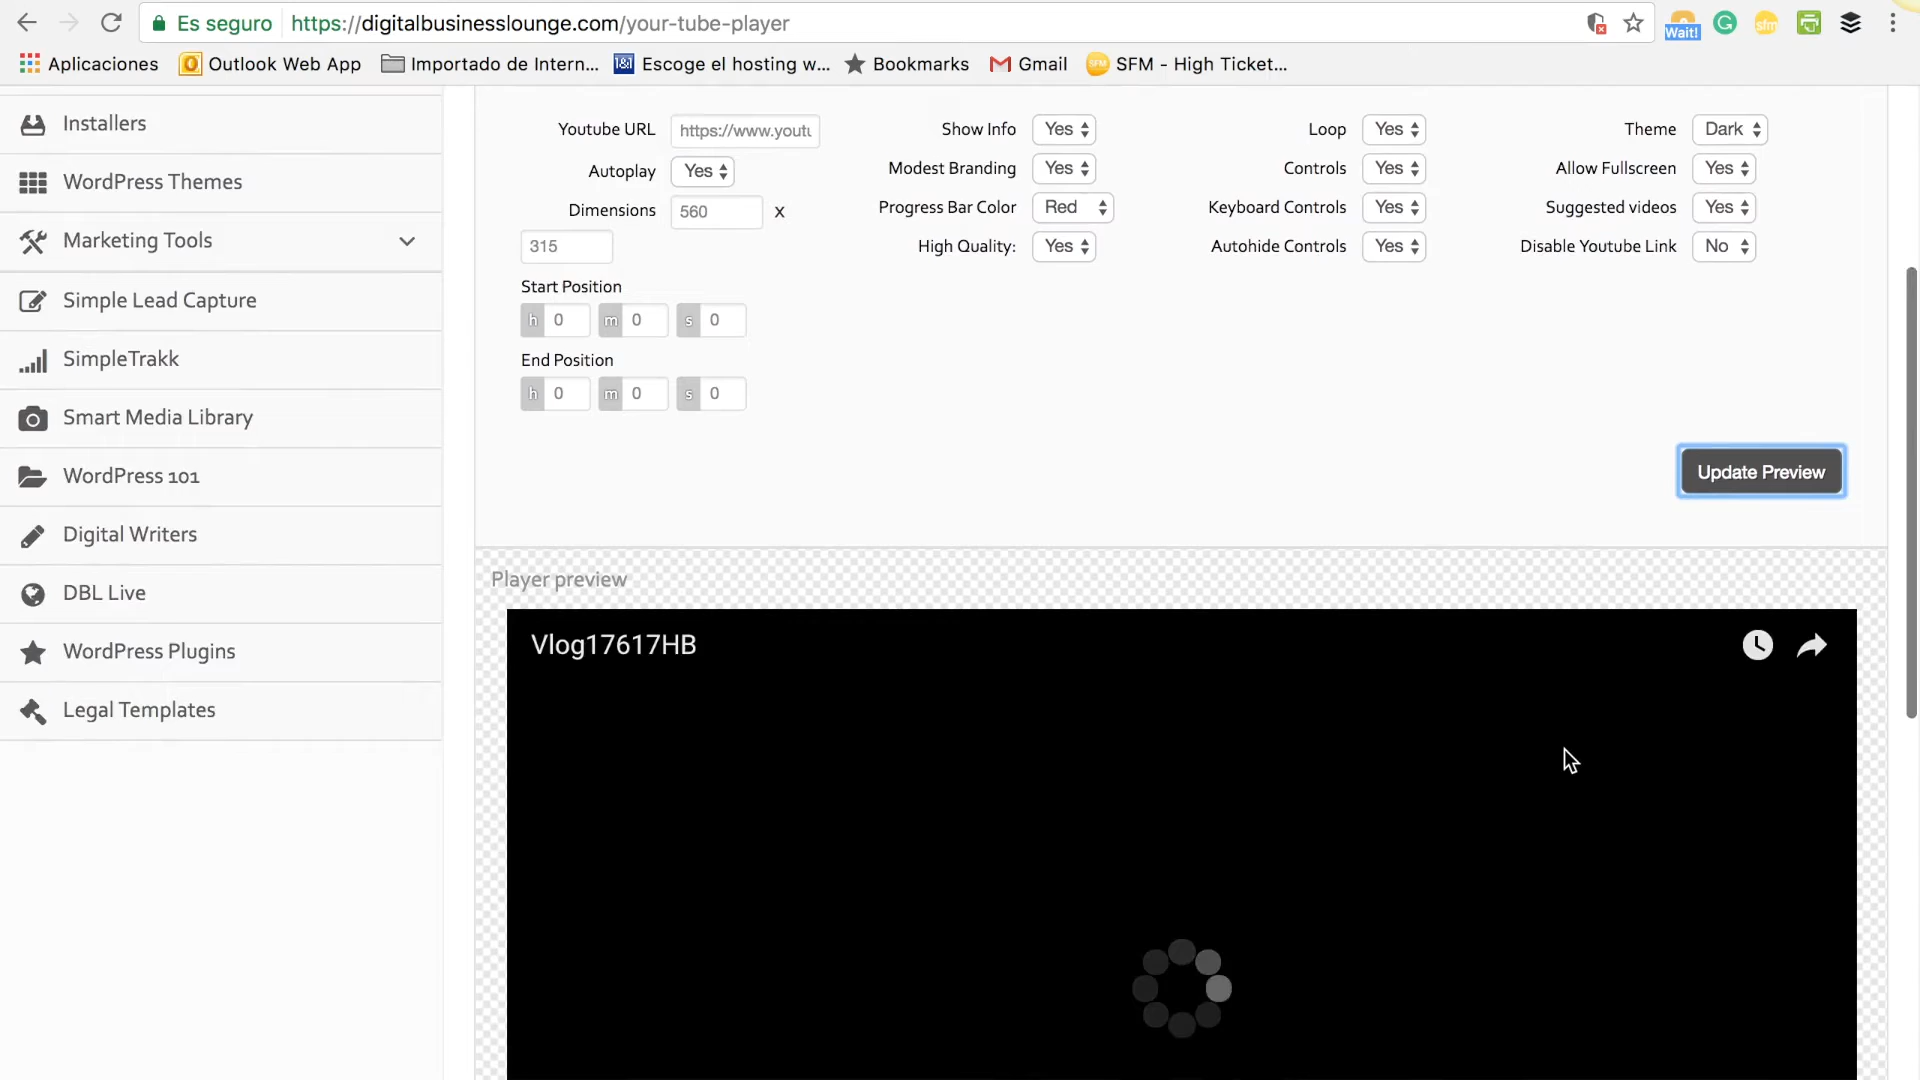 Es seguro https://digitalbusinesslounge.com/your-tube-player
Wait! G sfm
Aplicaciones Outlook Web App Importado de Intern... 1&1 Escoge el hosting w... Bookmarks Gmail SFM SFM - High Ticket...
Installers
WordPress Themes
Marketing Tools
Simple Lead Capture
SimpleTrakk
Smart Media Library
WordPress 101
Digital Writers
DBL Live
WordPress Plugins
Legal Templates
Youtube URL https://www.yout
Autoplay Yes
Dimensions 560 x
315
Start Position
h 0 m 0 s 0
End Position
h 0 m 0 s 0
Show Info Yes
Modest Branding Yes
Progress Bar Color Red
High Quality: Yes
Loop Yes
Controls Yes
Keyboard Controls Yes
Autohide Controls Yes
Theme Dark
Allow Fullscreen Yes
Suggested videos Yes
Disable Youtube Link No
Update Preview
Player preview
Vlog17617HB